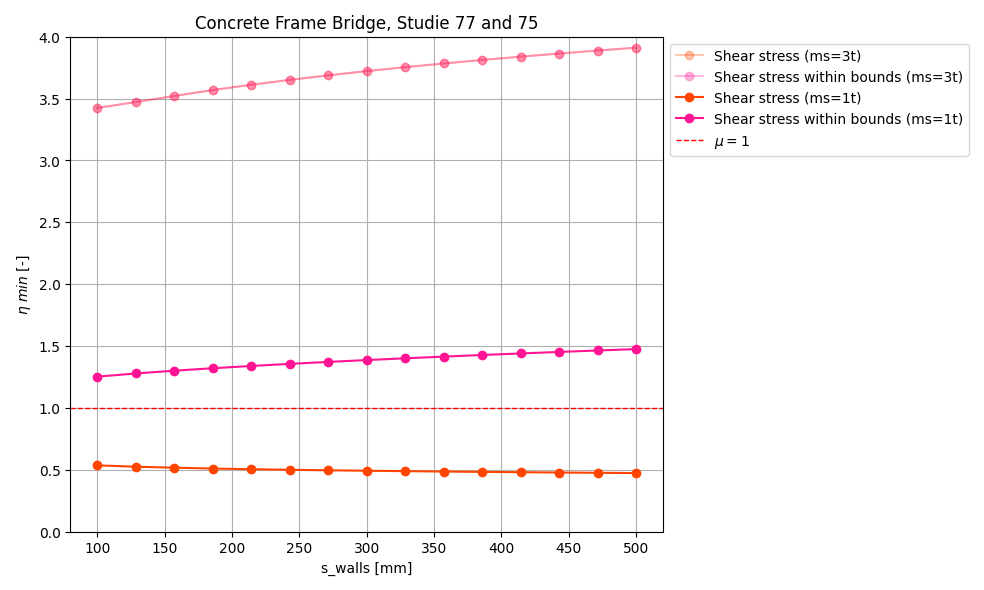 Concrete Frame Bridge, Studie 77 and 75
4.0
3.5
3.0
2.5
2.0
1.5
1.0
0.5
0.0
η min [-]
100 150 200 250 300 350 400 450 500
s_walls [mm]
Shear stress (ms=3t)
Shear stress within bounds (ms=3t)
Shear stress (ms=1t)
Shear stress within bounds (ms=1t)
μ = 1